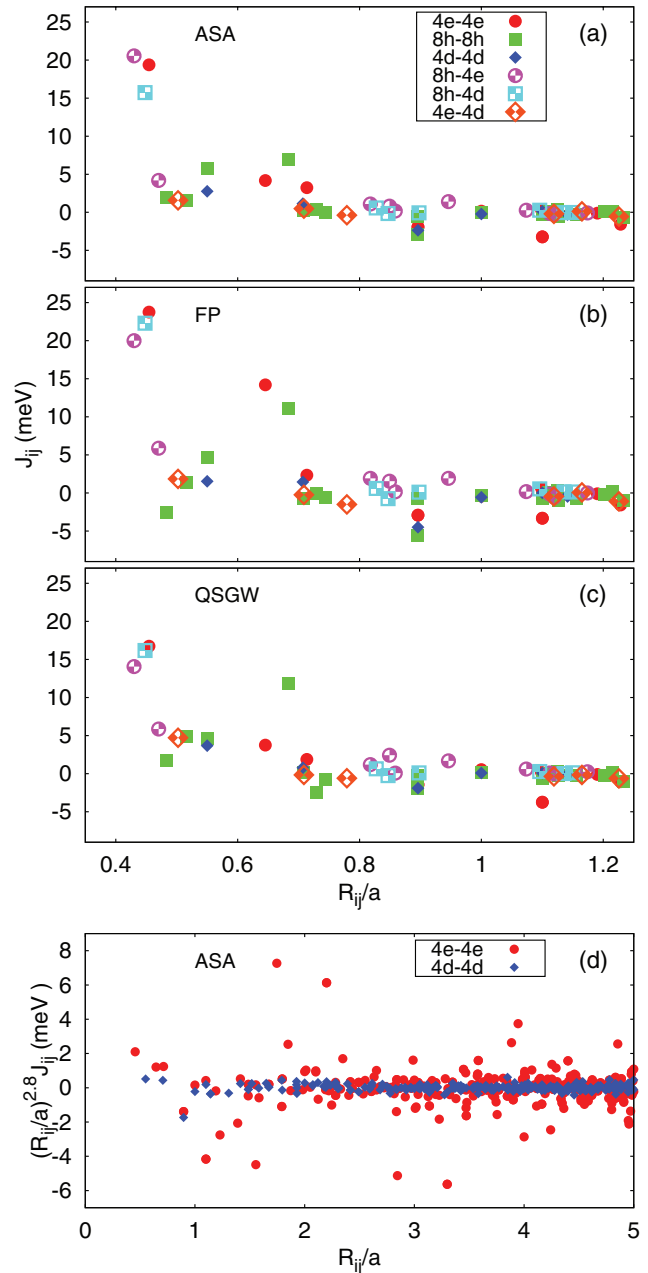 ASA
(a)
4e-4e
8h-8h
4d-4d
8h-4e
8h-4d
4e-4d
25
20
15
10
5
0
-5
FP
(b)
25
20
15
10
5
0
-5
J_ij (meV)
QSGW
(c)
25
20
15
10
5
0
-5
0.4 0.6 0.8 1 1.2
R_ij/a
ASA
4e-4e
4d-4d
(d)
8
6
4
2
0
-2
-4
-6
(R_ij/a)^2.8 J_ij (meV)
0 1 2 3 4 5
R_ij/a